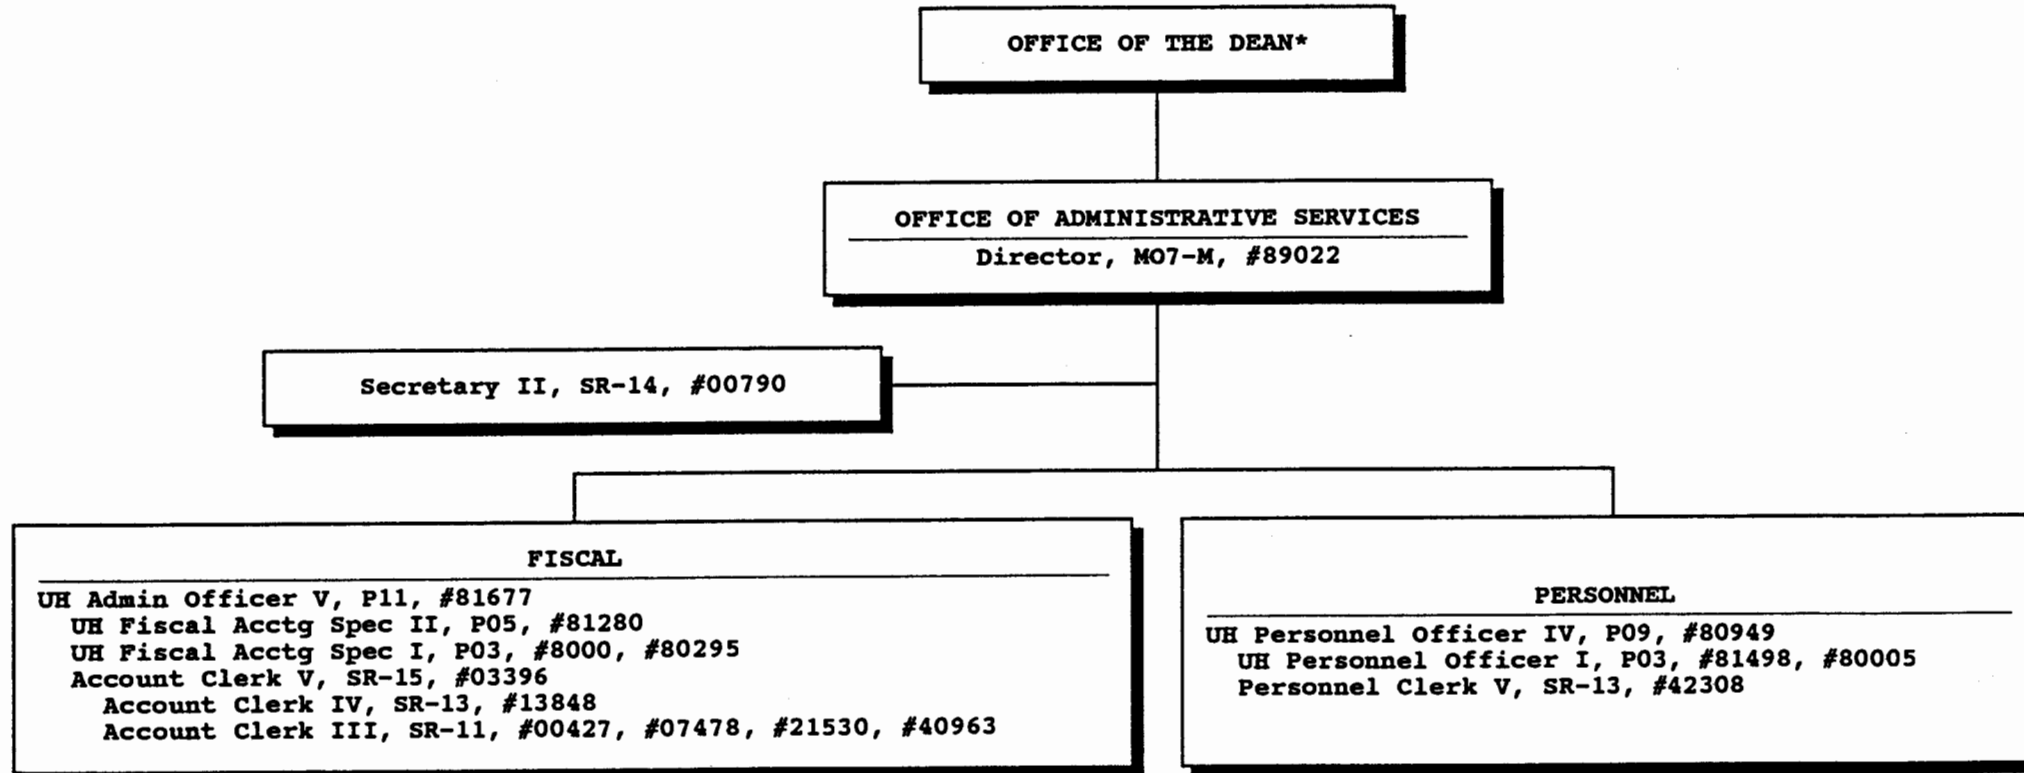 OFFICE OF THE DEAN*
OFFICE OF ADMINISTRATIVE SERVICES
Director, MO7-M, #89022
Secretary II, SR-14, #00790
FISCAL
UH Admin Officer V, P11, #81677
UH Fiscal Acctg Spec II, P05, #81280
UH Fiscal Acctg Spec I, P03, #8000, #80295
Account Clerk V, SR-15, #03396
Account Clerk IV, SR-13, #13848
Account Clerk III, SR-11, #00427, #07478, #21530, #40963
PERSONNEL
UH Personnel Officer IV, P09, #80949
UH Personnel Officer I, P03, #81498, #80005
Personnel Clerk V, SR-13, #42308